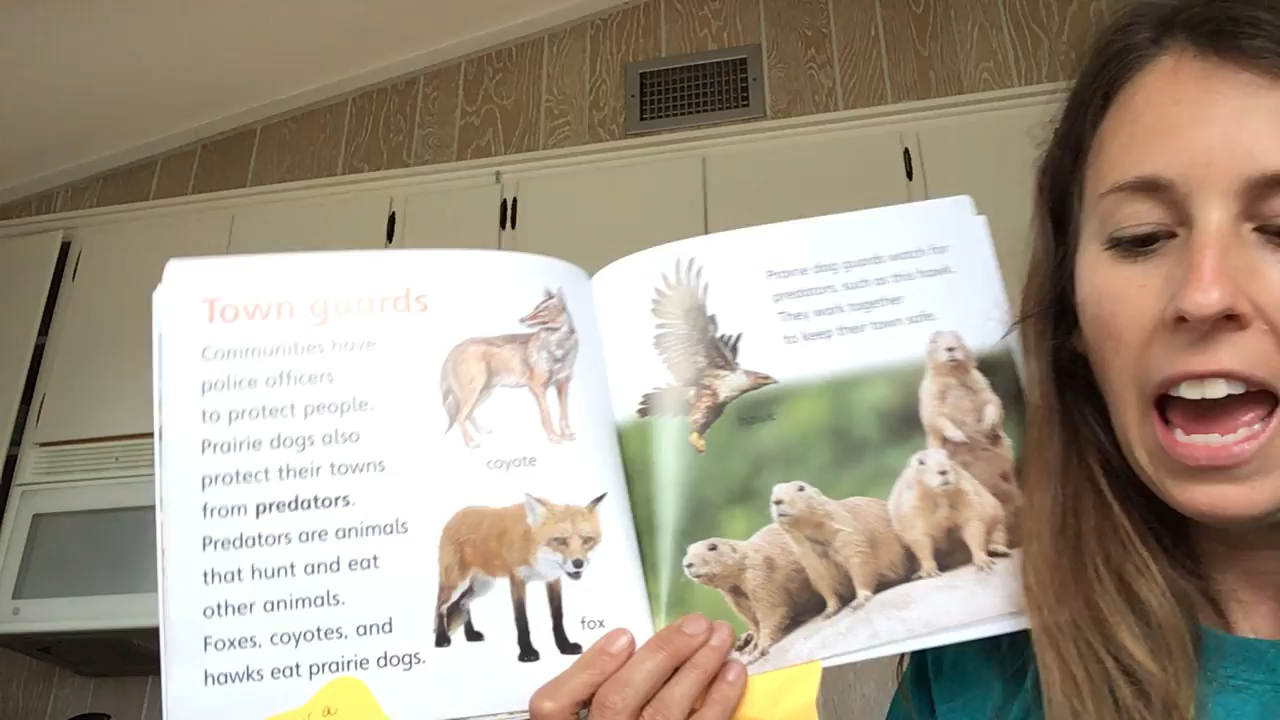 Town guards
Communities have
police officers
to protect people.
Prairie dogs also
protect their towns
from predators.
Predators are animals
that hunt and eat
other animals.
Foxes, coyotes, and
hawks eat prairie dogs.
coyote
fox
Prairie dog guards watch for
predators, such as this hawk.
They work together
to keep their town safe.
hawk
a